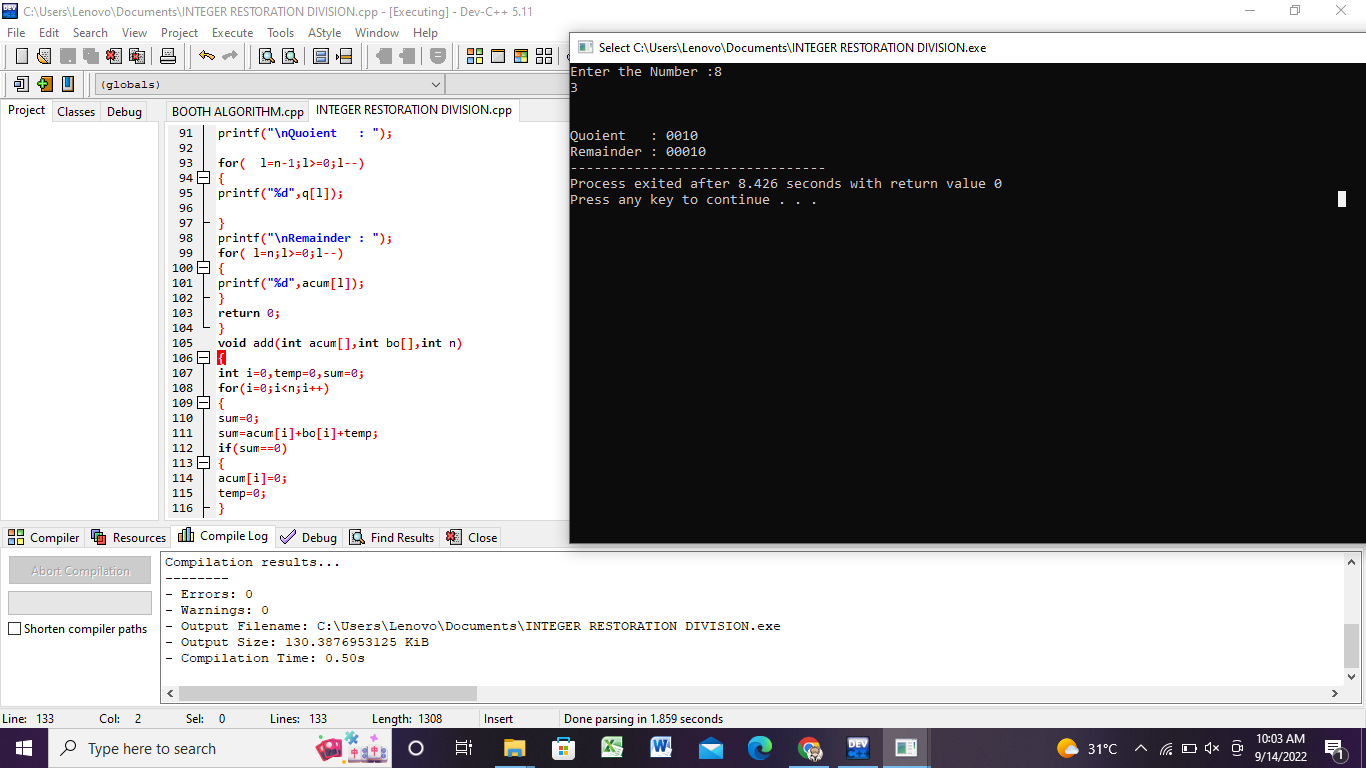 C:\Users\Lenovo\Documents\INTEGER RESTORATION DIVISION.cpp - [Executing] - Dev-C++ 5.11
File Edit Search View Project Execute Tools AStyle Window Help
(globals)
Project Classes Debug
BOOTH ALGORITHM.cpp INTEGER RESTORATION DIVISION.cpp
91 printf("\nQuoient   : ");
92
93 for(  l=n-1;l>=0;l--)
94 {
95 printf("%d",q[l]);
96
97 }
98 printf("\nRemainder : ");
99 for( l=n;l>=0;l--)
100 {
101 printf("%d",acum[l]);
102 }
103 return 0;
104 }
105 void add(int acum[],int bo[],int n)
106 {
107 int i=0,temp=0,sum=0;
108 for(i=0;i<n;i++)
109 {
110 sum=0;
111 sum=acum[i]+bo[i]+temp;
112 if(sum==0)
113 {
114 acum[i]=0;
115 temp=0;
116 }
Select C:\Users\Lenovo\Documents\INTEGER RESTORATION DIVISION.exe
Enter the Number :8
3
Quoient   : 0010
Remainder : 00010
--------------------------------
Process exited after 8.426 seconds with return value 0
Press any key to continue . . .
Compiler Resources Compile Log Debug Find Results Close
Abort Compilation
Shorten compiler paths
Compilation results...
--------
- Errors: 0
- Warnings: 0
- Output Filename: C:\Users\Lenovo\Documents\INTEGER RESTORATION DIVISION.exe
- Output Size: 130.3876953125 KiB
- Compilation Time: 0.50s
Line: 133 Col: 2 Sel: 0 Lines: 133 Length: 1308 Insert Done parsing in 1.859 seconds
Type here to search
DEV
31°C
10:03 AM
9/14/2022
1